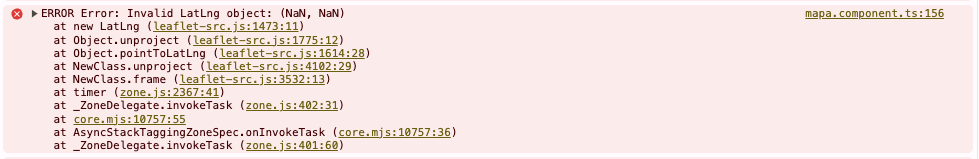 ERROR Error: Invalid LatLng object: (NaN, NaN) mapa.component.ts:156
at new LatLng (leaflet-src.js:1473:11)
at Object.unproject (leaflet-src.js:1775:12)
at Object.pointToLatLng (leaflet-src.js:1614:28)
at NewClass.unproject (leaflet-src.js:4102:29)
at NewClass.frame (leaflet-src.js:3532:13)
at timer (zone.js:2367:41)
at _ZoneDelegate.invokeTask (zone.js:402:31)
at core.mjs:10757:55
at AsyncStackTaggingZoneSpec.onInvokeTask (core.mjs:10757:36)
at _ZoneDelegate.invokeTask (zone.js:401:60)